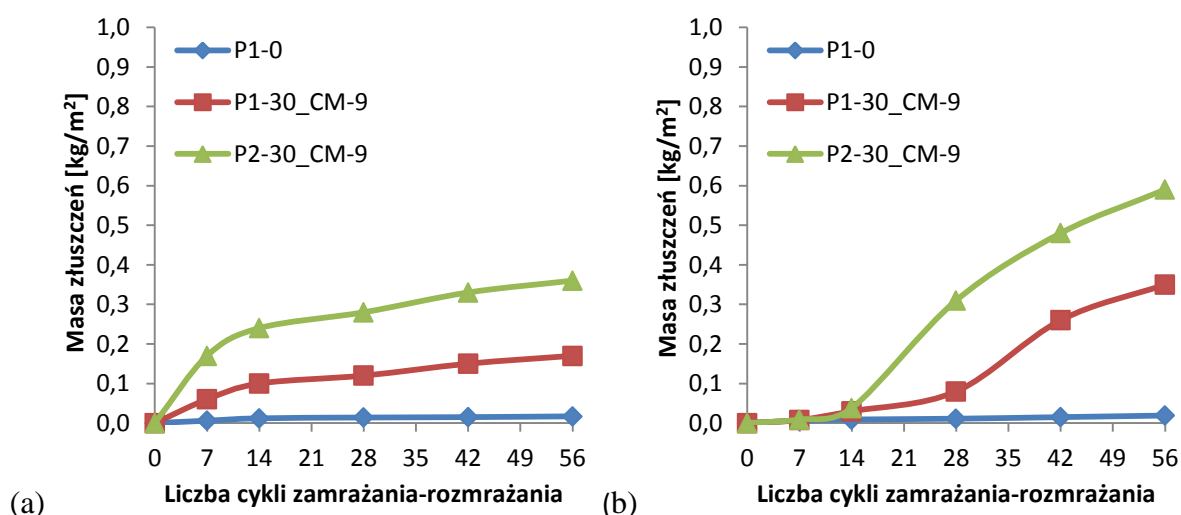 1,0
0,9
0,8
0,7
0,6
0,5
0,4
0,3
0,2
0,1
0,0
Masa złuszczeń [kg/m²]
P1-0
P1-30_CM-9
P2-30_CM-9
0 7 14 21 28 35 42 49 56
(a) Liczba cykli zamrażania-rozmrażania
1,0
0,9
0,8
0,7
0,6
0,5
0,4
0,3
0,2
0,1
0,0
Masa złuszczeń [kg/m²]
P1-0
P1-30_CM-9
P2-30_CM-9
0 7 14 21 28 35 42 49 56
(b) Liczba cykli zamrażania-rozmrażania